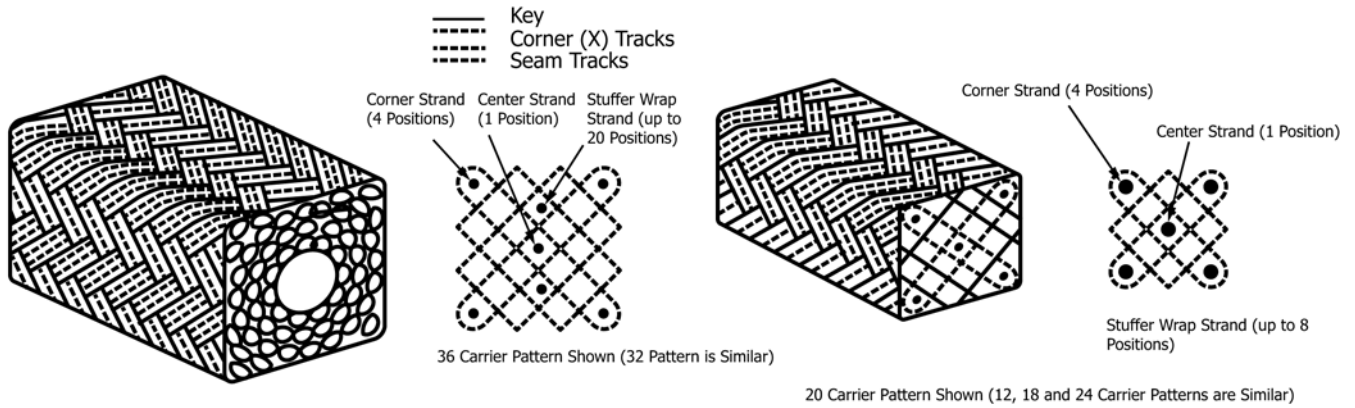 Key
Corner (X) Tracks
Seam Tracks
Corner Strand
(4 Positions)
Center Strand
(1 Position)
Stuffer Wrap
Strand (up to
20 Positions)
36 Carrier Pattern Shown (32 Pattern is Similar)
Corner Strand (4 Positions)
Center Strand (1 Position)
Stuffer Wrap Strand (up to 8
Positions)
20 Carrier Pattern Shown (12, 18 and 24 Carrier Patterns are Similar)